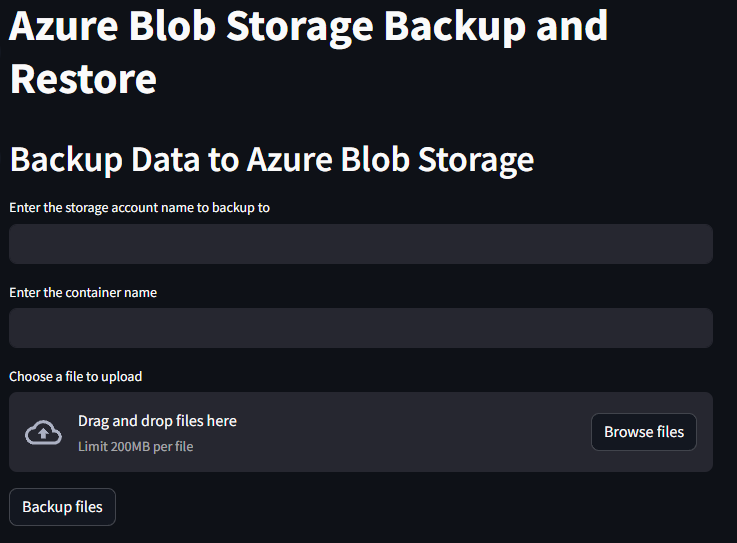 Azure Blob Storage Backup and
Restore
Backup Data to Azure Blob Storage
Enter the storage account name to backup to
Enter the container name
Choose a file to upload
Drag and drop files here
Limit 200MB per file
Browse files
Backup files